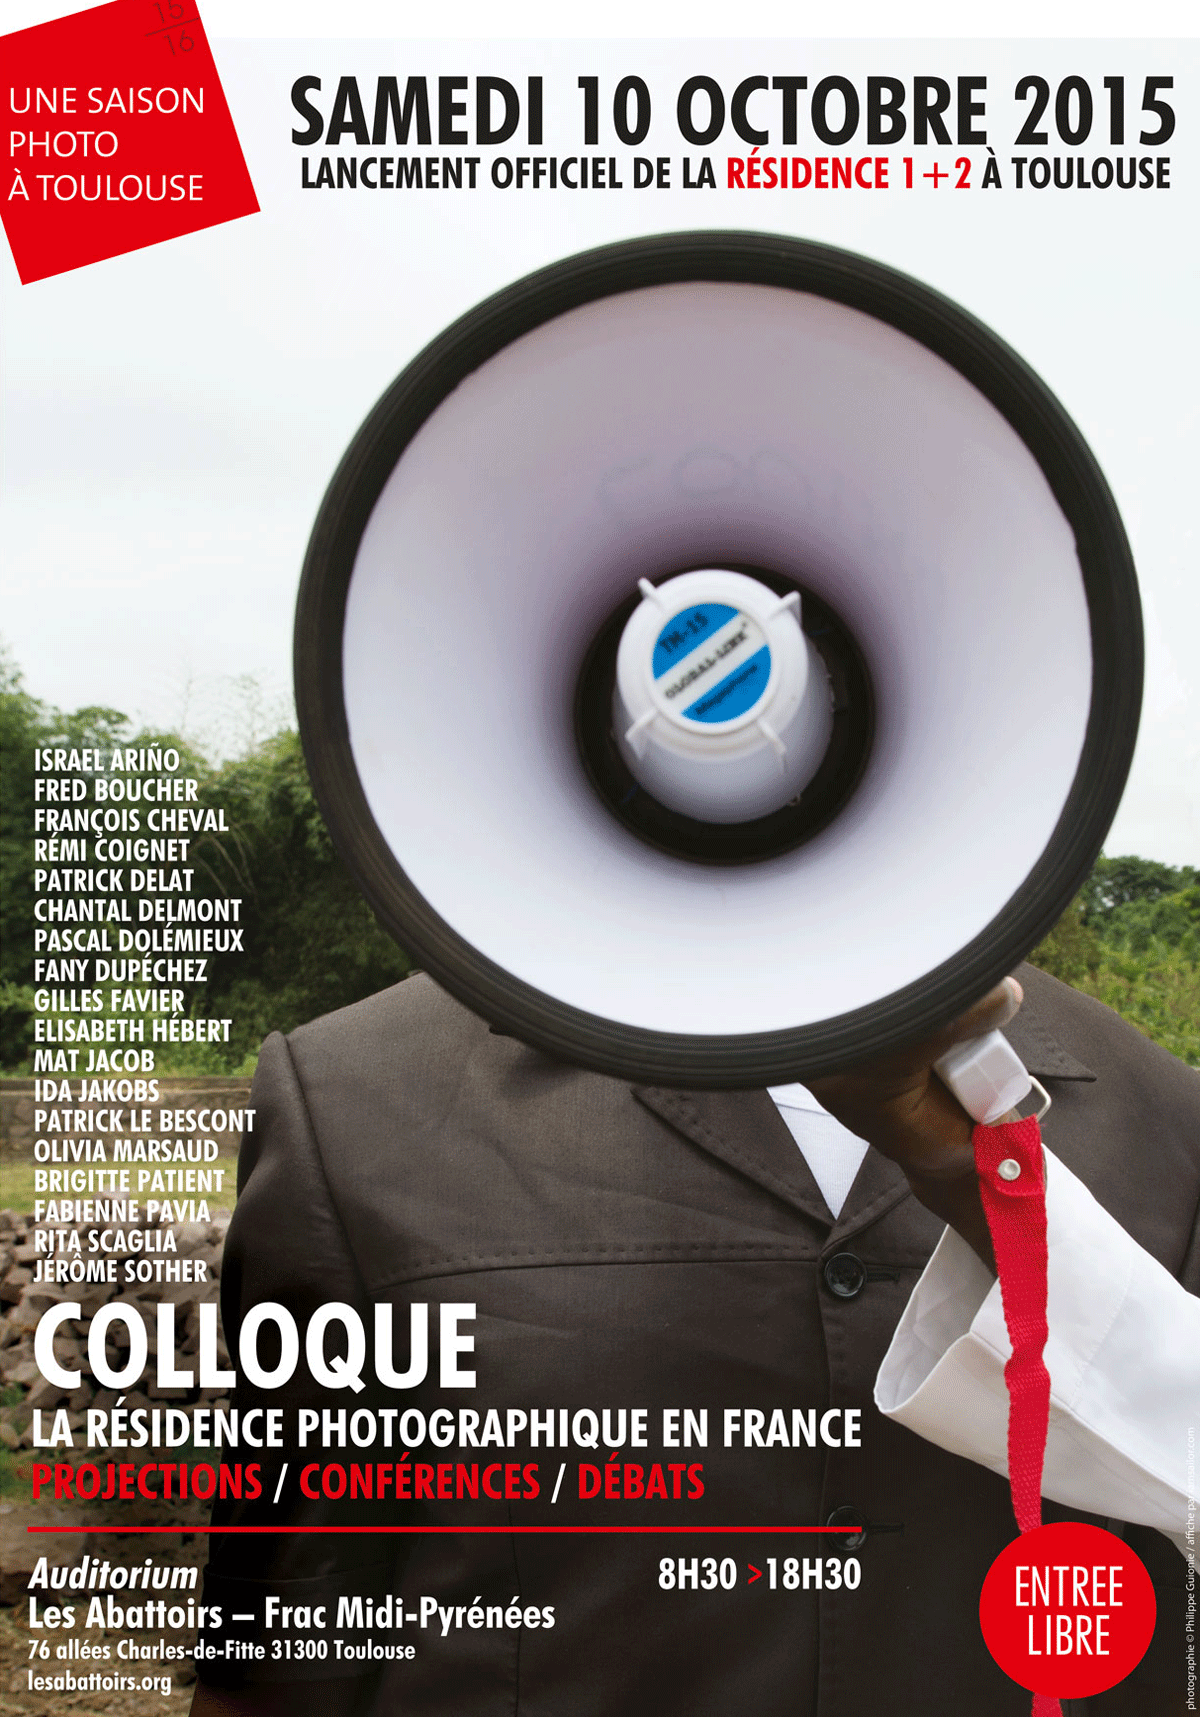 15
16
UNE SAISON
PHOTO
À TOULOUSE
SAMEDI 10 OCTOBRE 2015
LANCEMENT OFFICIEL DE LA RÉSIDENCE 1+2 À TOULOUSE
TM-15
GLOBAL-LINK
Megaphone
ISRAEL ARIÑO
FRED BOUCHER
FRANÇOIS CHEVAL
RÉMI COIGNET
PATRICK DELAT
CHANTAL DELMONT
PASCAL DOLÉMIEUX
FANY DUPÉCHEZ
GILLES FAVIER
ELISABETH HÉBERT
MAT JACOB
IDA JAKOBS
PATRICK LE BESCONT
OLIVIA MARSAUD
BRIGITTE PATIENT
FABIENNE PAVIA
RITA SCAGLIA
JÉRÔME SOTHER
COLLOQUE
LA RÉSIDENCE PHOTOGRAPHIQUE EN FRANCE
PROJECTIONS / CONFÉRENCES / DÉBATS
Auditorium
8H30 >18H30
Les Abattoirs – Frac Midi-Pyrénées
76 allées Charles-de-Fitte 31300 Toulouse
lesabattoirs.org
ENTREE
LIBRE
photographie © Philippe Guionie / affiche